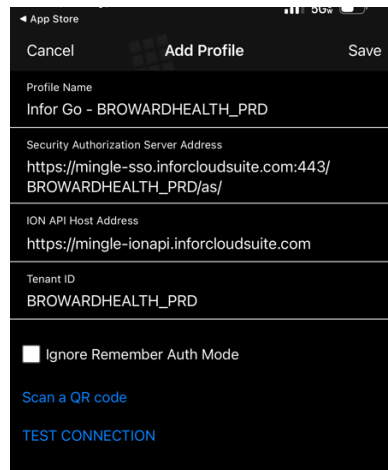 ◀ App Store
5G
Cancel
Add Profile
Save
Profile Name
Infor Go - BROWARDHEALTH_PRD
Security Authorization Server Address
https://mingle-sso.inforcloudsuite.com:443/
BROWARDHEALTH_PRD/as/
ION API Host Address
https://mingle-ionapi.inforcloudsuite.com
Tenant ID
BROWARDHEALTH_PRD
Ignore Remember Auth Mode
Scan a QR code
TEST CONNECTION